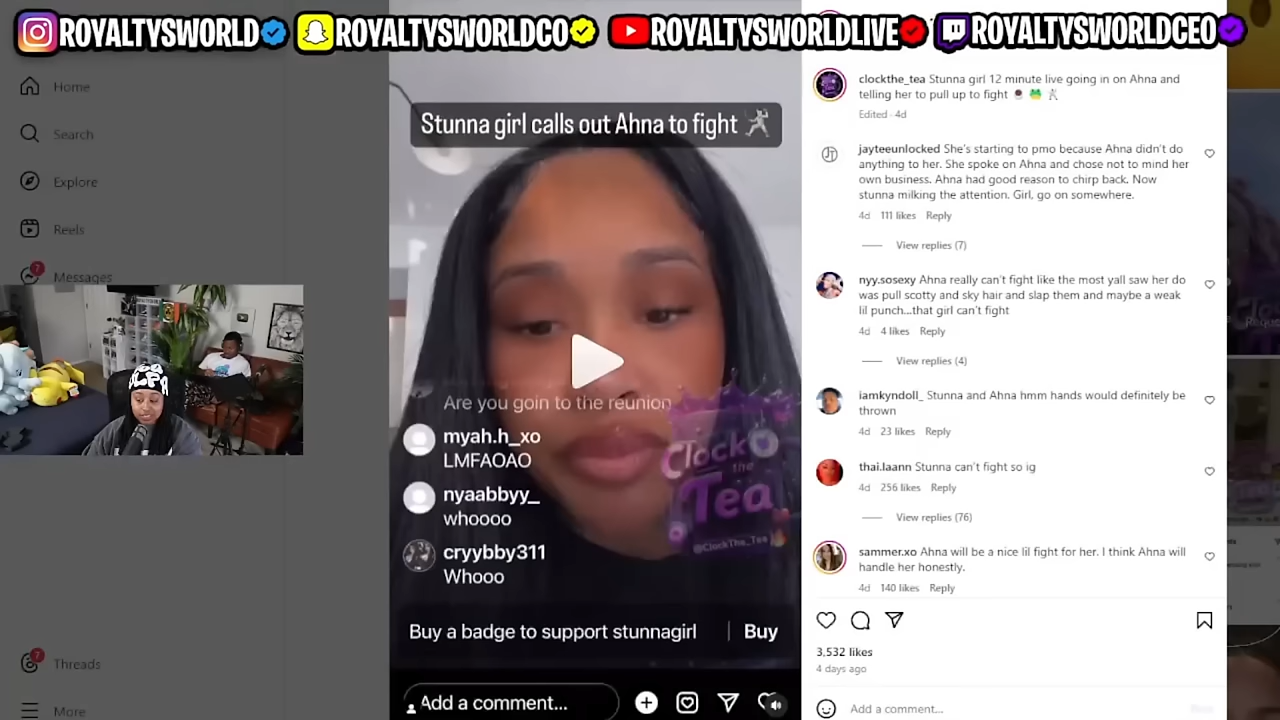 ROYALTYSWORLD
ROYALTYSWORLDCO
ROYALTYSWORLDLIVE
ROYALTYSWORLDCEO
Home
Search
Explore
Reels
7
Messages
7
Threads
More
Stunna girl calls out Ahna to fight
Are you goin to the reunion
myah.h_xo
LMFAOAO
nyaabbyy_
whoooo
cryybby311
Whooo
Clock
the
Tea
@ClockThe_Tea
Buy a badge to support stunnagirl
Buy
Add a comment...
clockthe_tea Stunna girl 12 minute live going in on Ahna and
telling her to pull up to fight
Edited · 4d
jayteeunlocked She's starting to pmo because Ahna didn't do
anything to her. She spoke on Ahna and chose not to mind her
own business. Ahna had good reason to chirp back. Now
stunna milking the attention. Girl, go on somewhere.
4d 111 likes Reply
View replies (7)
nyy.sosexy Ahna really can't fight like the most yall saw her do
was pull scotty and sky hair and slap them and maybe a weak
lil punch...that girl can't fight
4d 4 likes Reply
View replies (4)
iamkyndoll_ Stunna and Ahna hmm hands would definitely be
thrown
4d 23 likes Reply
thai.laann Stunna can't fight so ig
4d 256 likes Reply
View replies (76)
sammer.xo Ahna will be a nice lil fight for her. I think Ahna will
handle her honestly.
4d 140 likes Reply
3,532 likes
4 days ago
Add a comment...